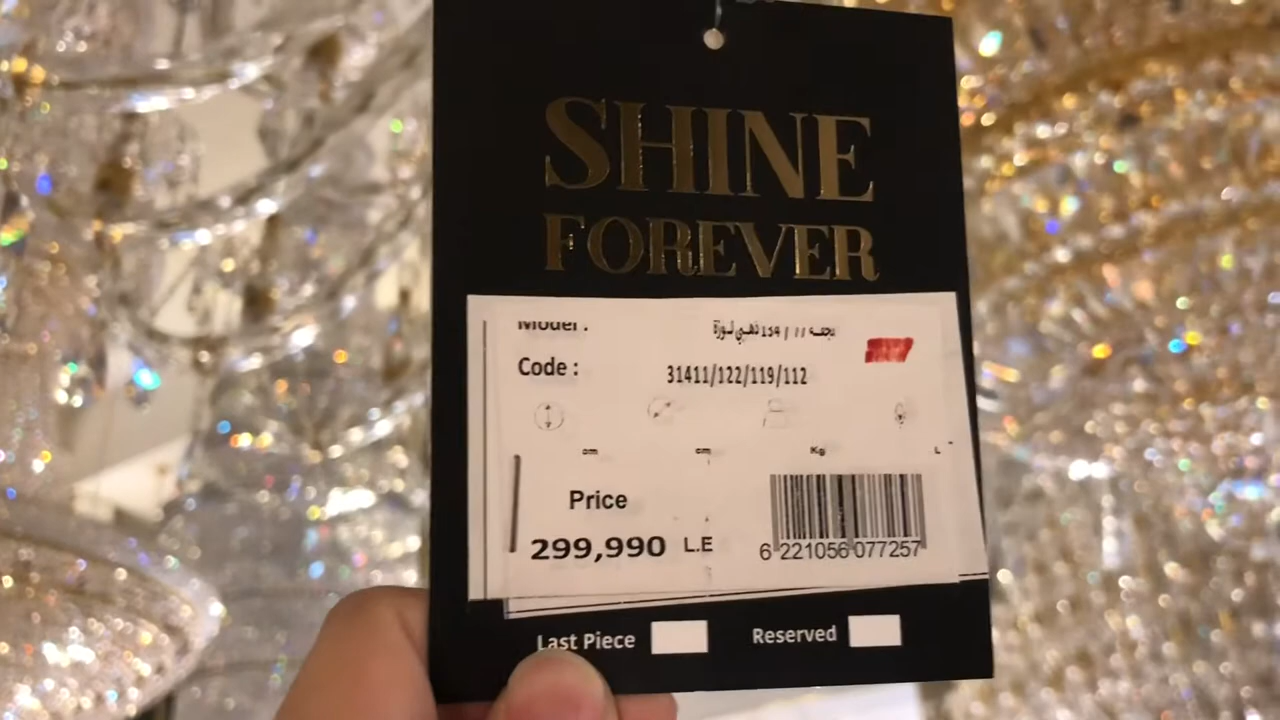 SHINE
FOREVER
Model :
Code : 31411/122/119/112
cm cm Kg L
Price
299,990 L.E
6 221056 077257
Last Piece Reserved